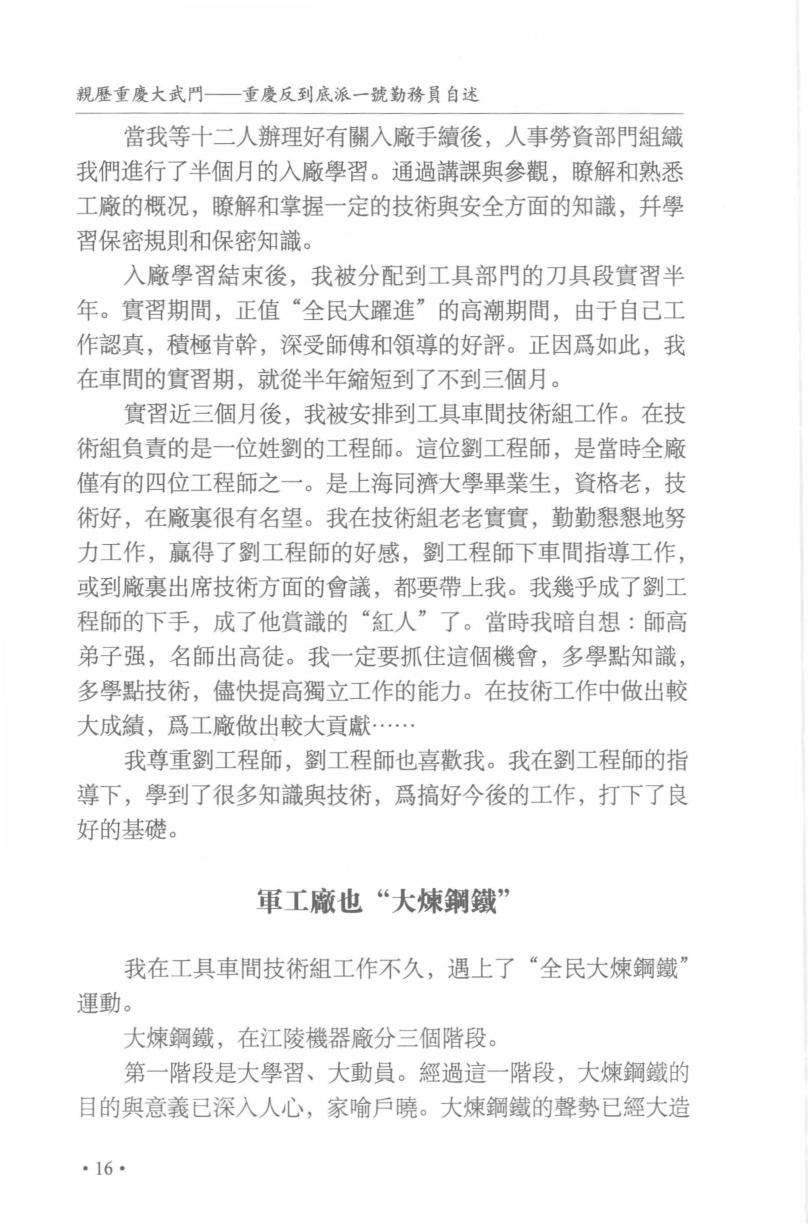 親歷重慶大武鬥——重慶反到底派一號勤務員自述
當我等十二人辦理好有關入廠手續後，人事勞資部門組織
我們進行了半個月的入廠學習。通過講課與參觀，瞭解和熟悉
工廠的概況，瞭解和掌握一定的技術與安全方面的知識，幷學
習保密規則和保密知識。
入廠學習結束後，我被分配到工具部門的刀具段實習半
年。實習期間，正值“全民大躍進”的高潮期間，由于自己工
作認真，積極肯幹，深受師傅和領導的好評。正因爲如此，我
在車間的實習期，就從半年縮短到了不到三個月。
實習近三個月後，我被安排到工具車間技術組工作。在技
術組負責的是一位姓劉的工程師。這位劉工程師，是當時全廠
僅有的四位工程師之一。是上海同濟大學畢業生，資格老，技
術好，在廠裏很有名望。我在技術組老老實實，勤勤懇懇地努
力工作，贏得了劉工程師的好感，劉工程師下車間指導工作，
或到廠裏出席技術方面的會議，都要帶上我。我幾乎成了劉工
程師的下手，成了他賞識的“紅人”了。當時我暗自想：師高
弟子强，名師出高徒。我一定要抓住這個機會，多學點知識，
多學點技術，儘快提高獨立工作的能力。在技術工作中做出較
大成績，爲工廠做出較大貢獻……
我尊重劉工程師，劉工程師也喜歡我。我在劉工程師的指
導下，學到了很多知識與技術，爲搞好今後的工作，打下了良
好的基礎。
軍工廠也“大煉鋼鐵”
我在工具車間技術組工作不久，遇上了“全民大煉鋼鐵”
運動。
大煉鋼鐵，在江陵機器廠分三個階段。
第一階段是大學習、大動員。經過這一階段，大煉鋼鐵的
目的與意義已深入人心，家喻戶曉。大煉鋼鐵的聲勢已經大造
•16•